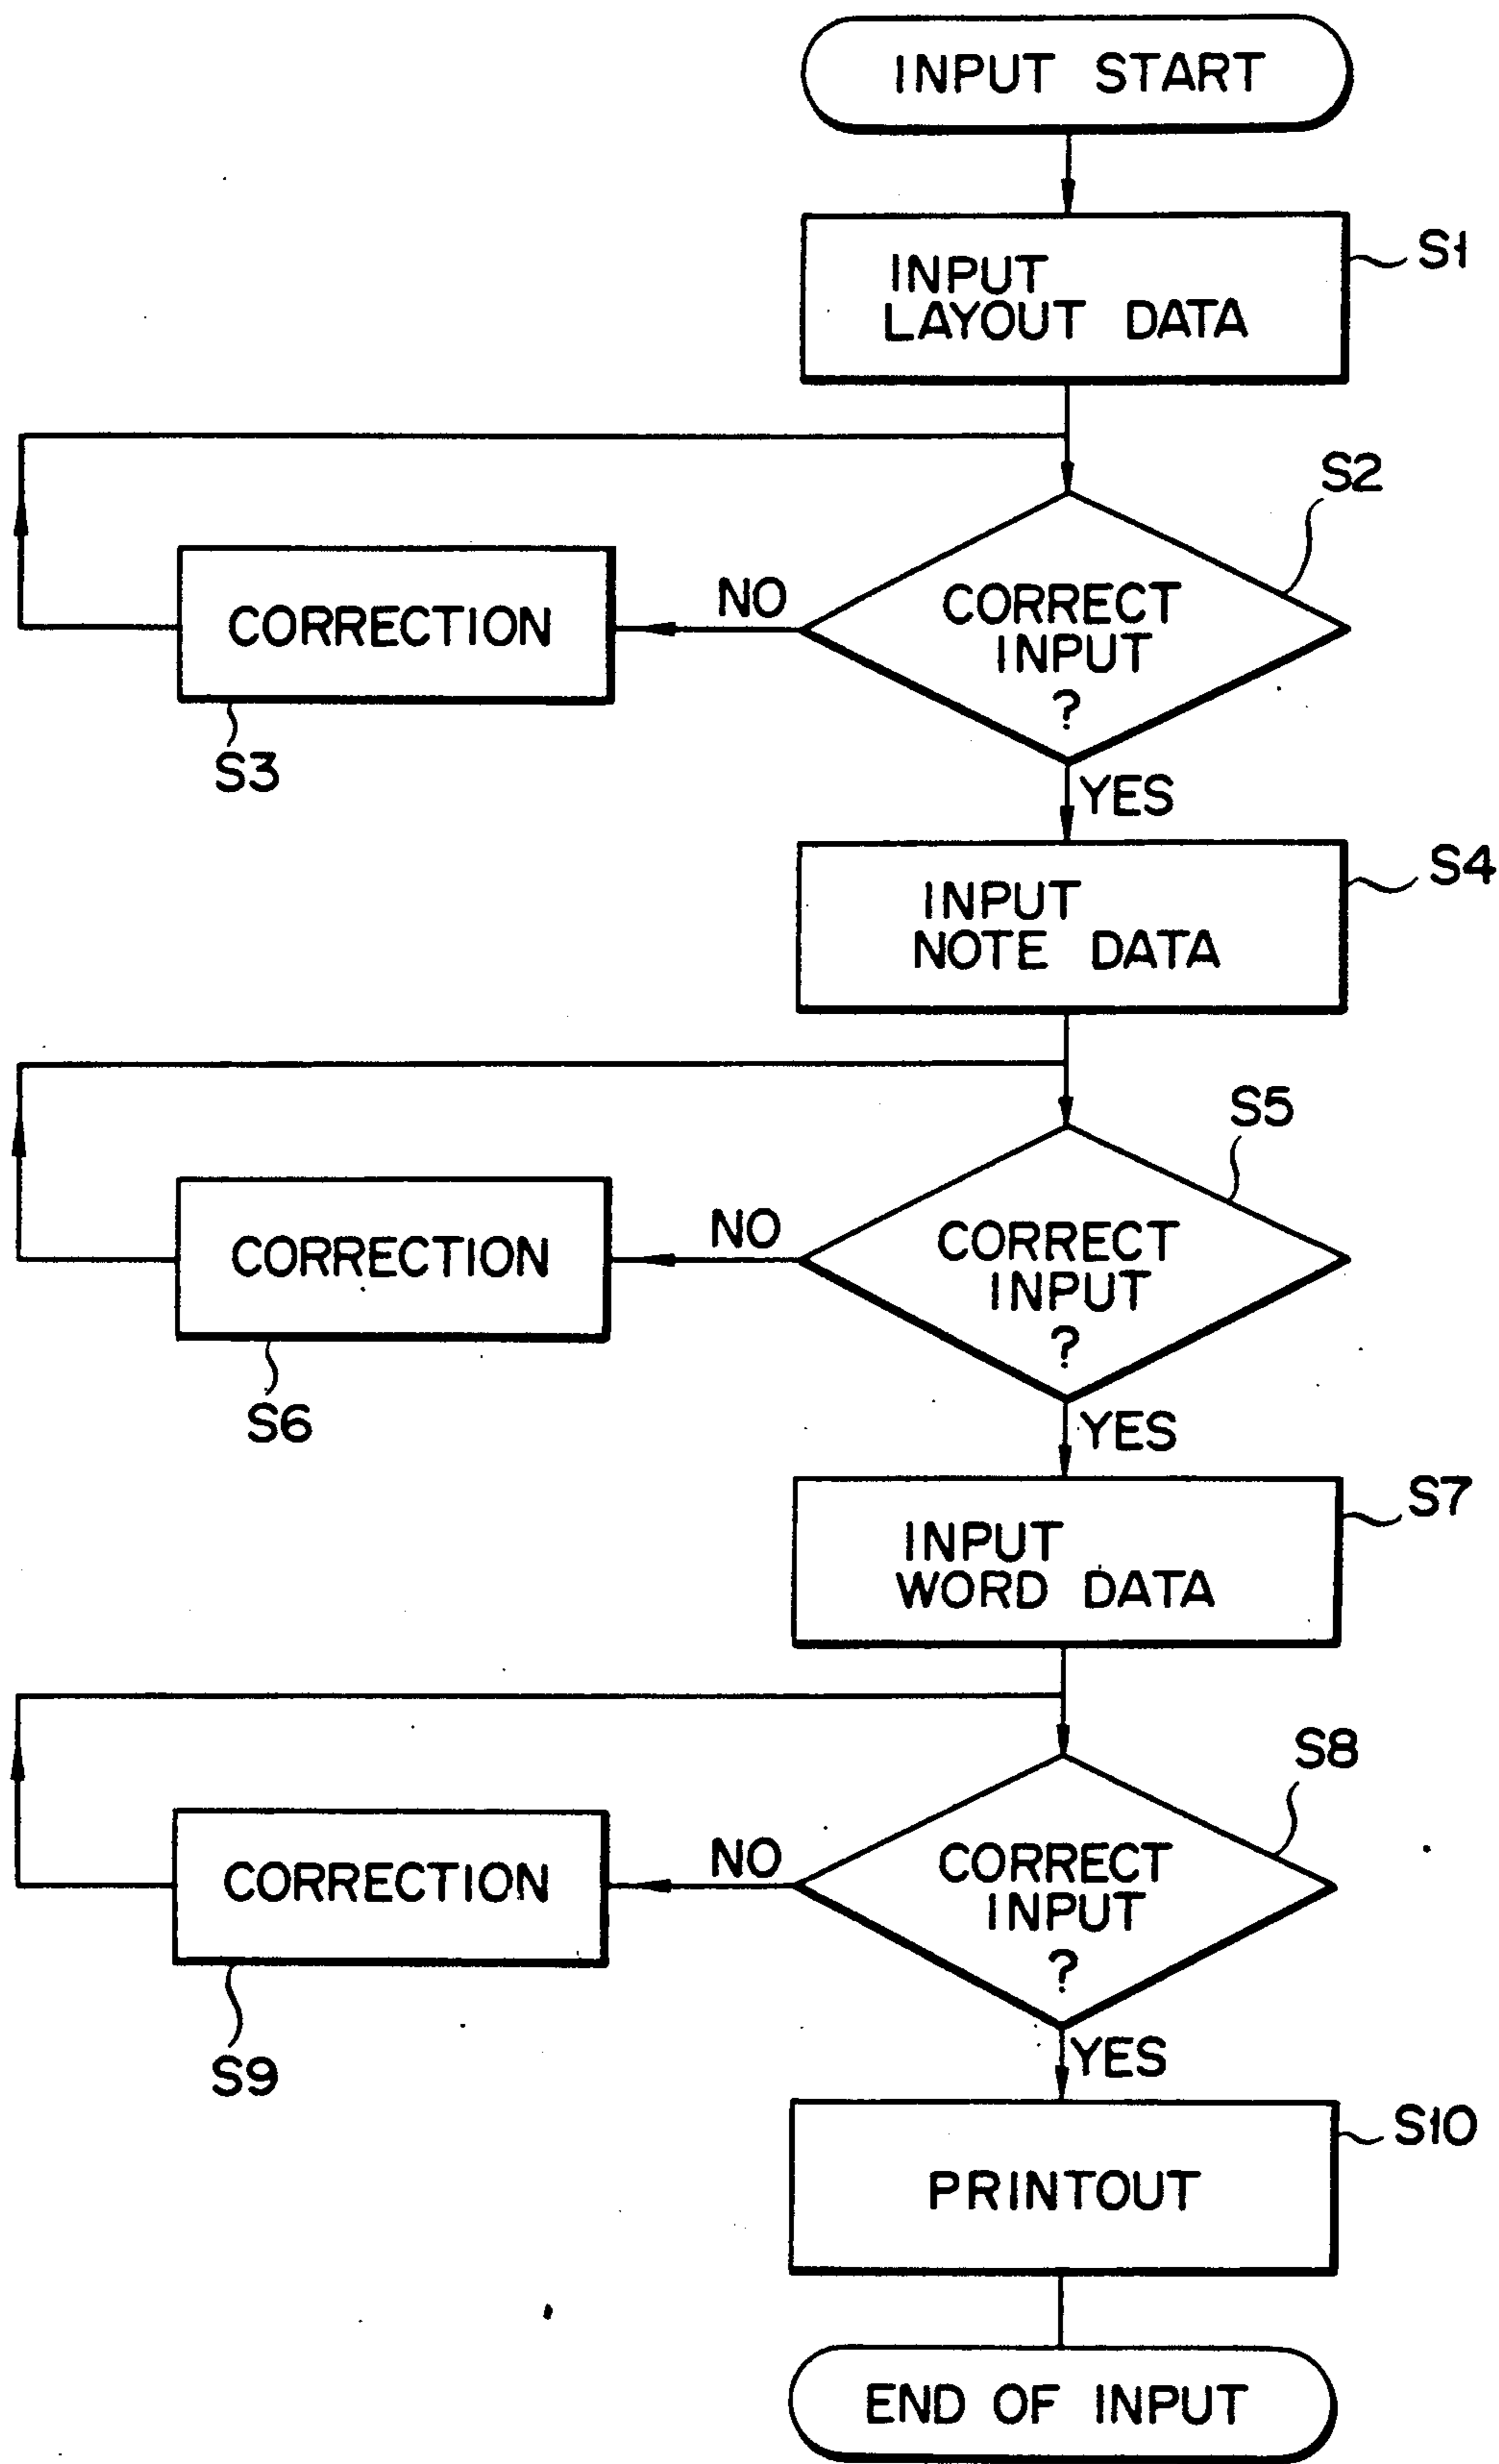 INPUT START
INPUT
LAYOUT DATA
S1
S2
CORRECT
INPUT
?
NO
CORRECTION
S3
YES
INPUT
NOTE DATA
S4
S5
CORRECT
INPUT
?
NO
CORRECTION
S6
YES
INPUT
WORD DATA
S7
S8
CORRECT
INPUT
?
NO
CORRECTION
S9
YES
PRINTOUT
S10
END OF INPUT